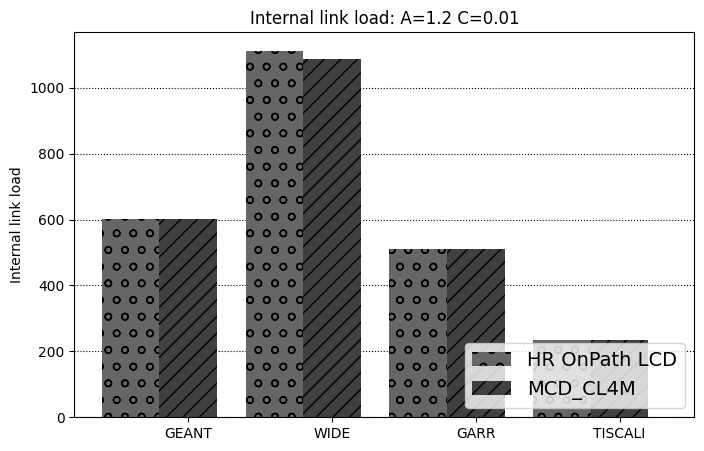 Internal link load: A=1.2 C=0.01
Internal link load
1000
800
600
400
200
0
GEANT
WIDE
GARR
TISCALI
HR OnPath LCD
MCD_CL4M